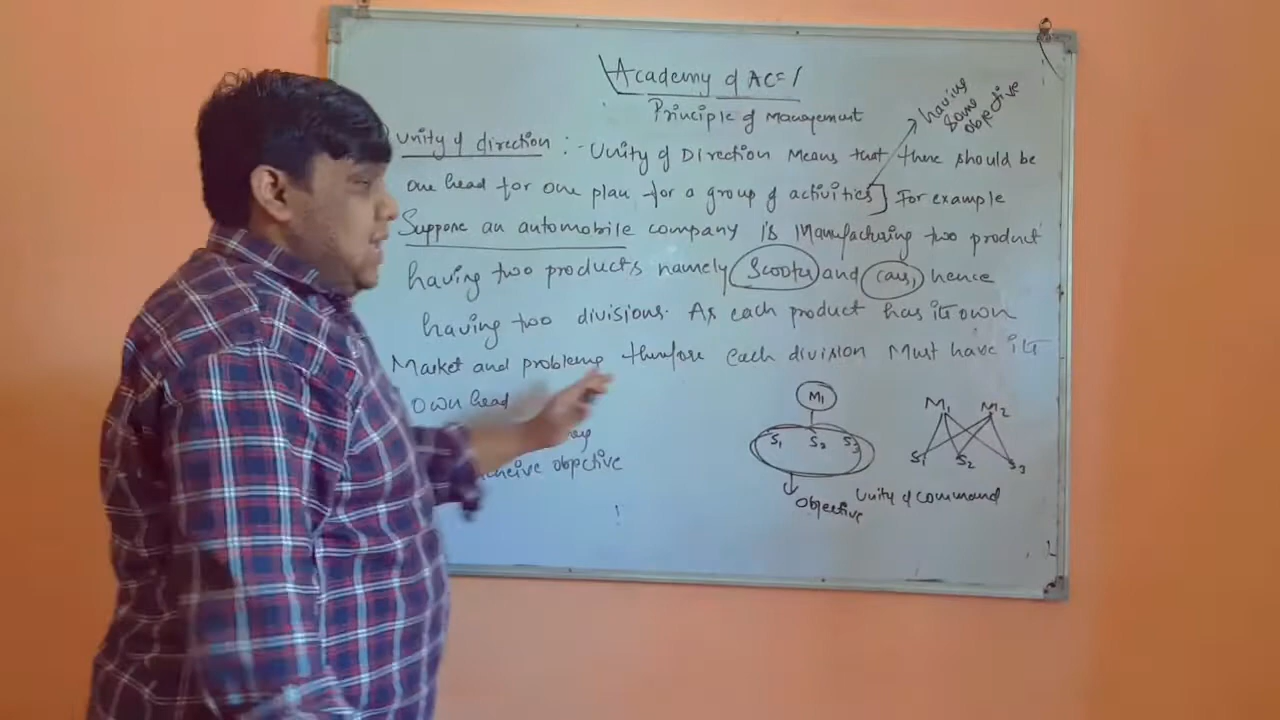 Academy of AC=1
Principle of Management
having
same
objective
Unity of direction :- Unity of Direction Means that there should be
one head for one plan for a group of activities] For example
Suppose an automobile company is Manufacturing two product
having two products namely Scooter and cars, hence
having two divisions. As each product has its own
Market and problems therefore each division Must have its
own head
objective
M1
S1 S2 S3
Objective
M1 M2
S1 S2 S3
Unity of command